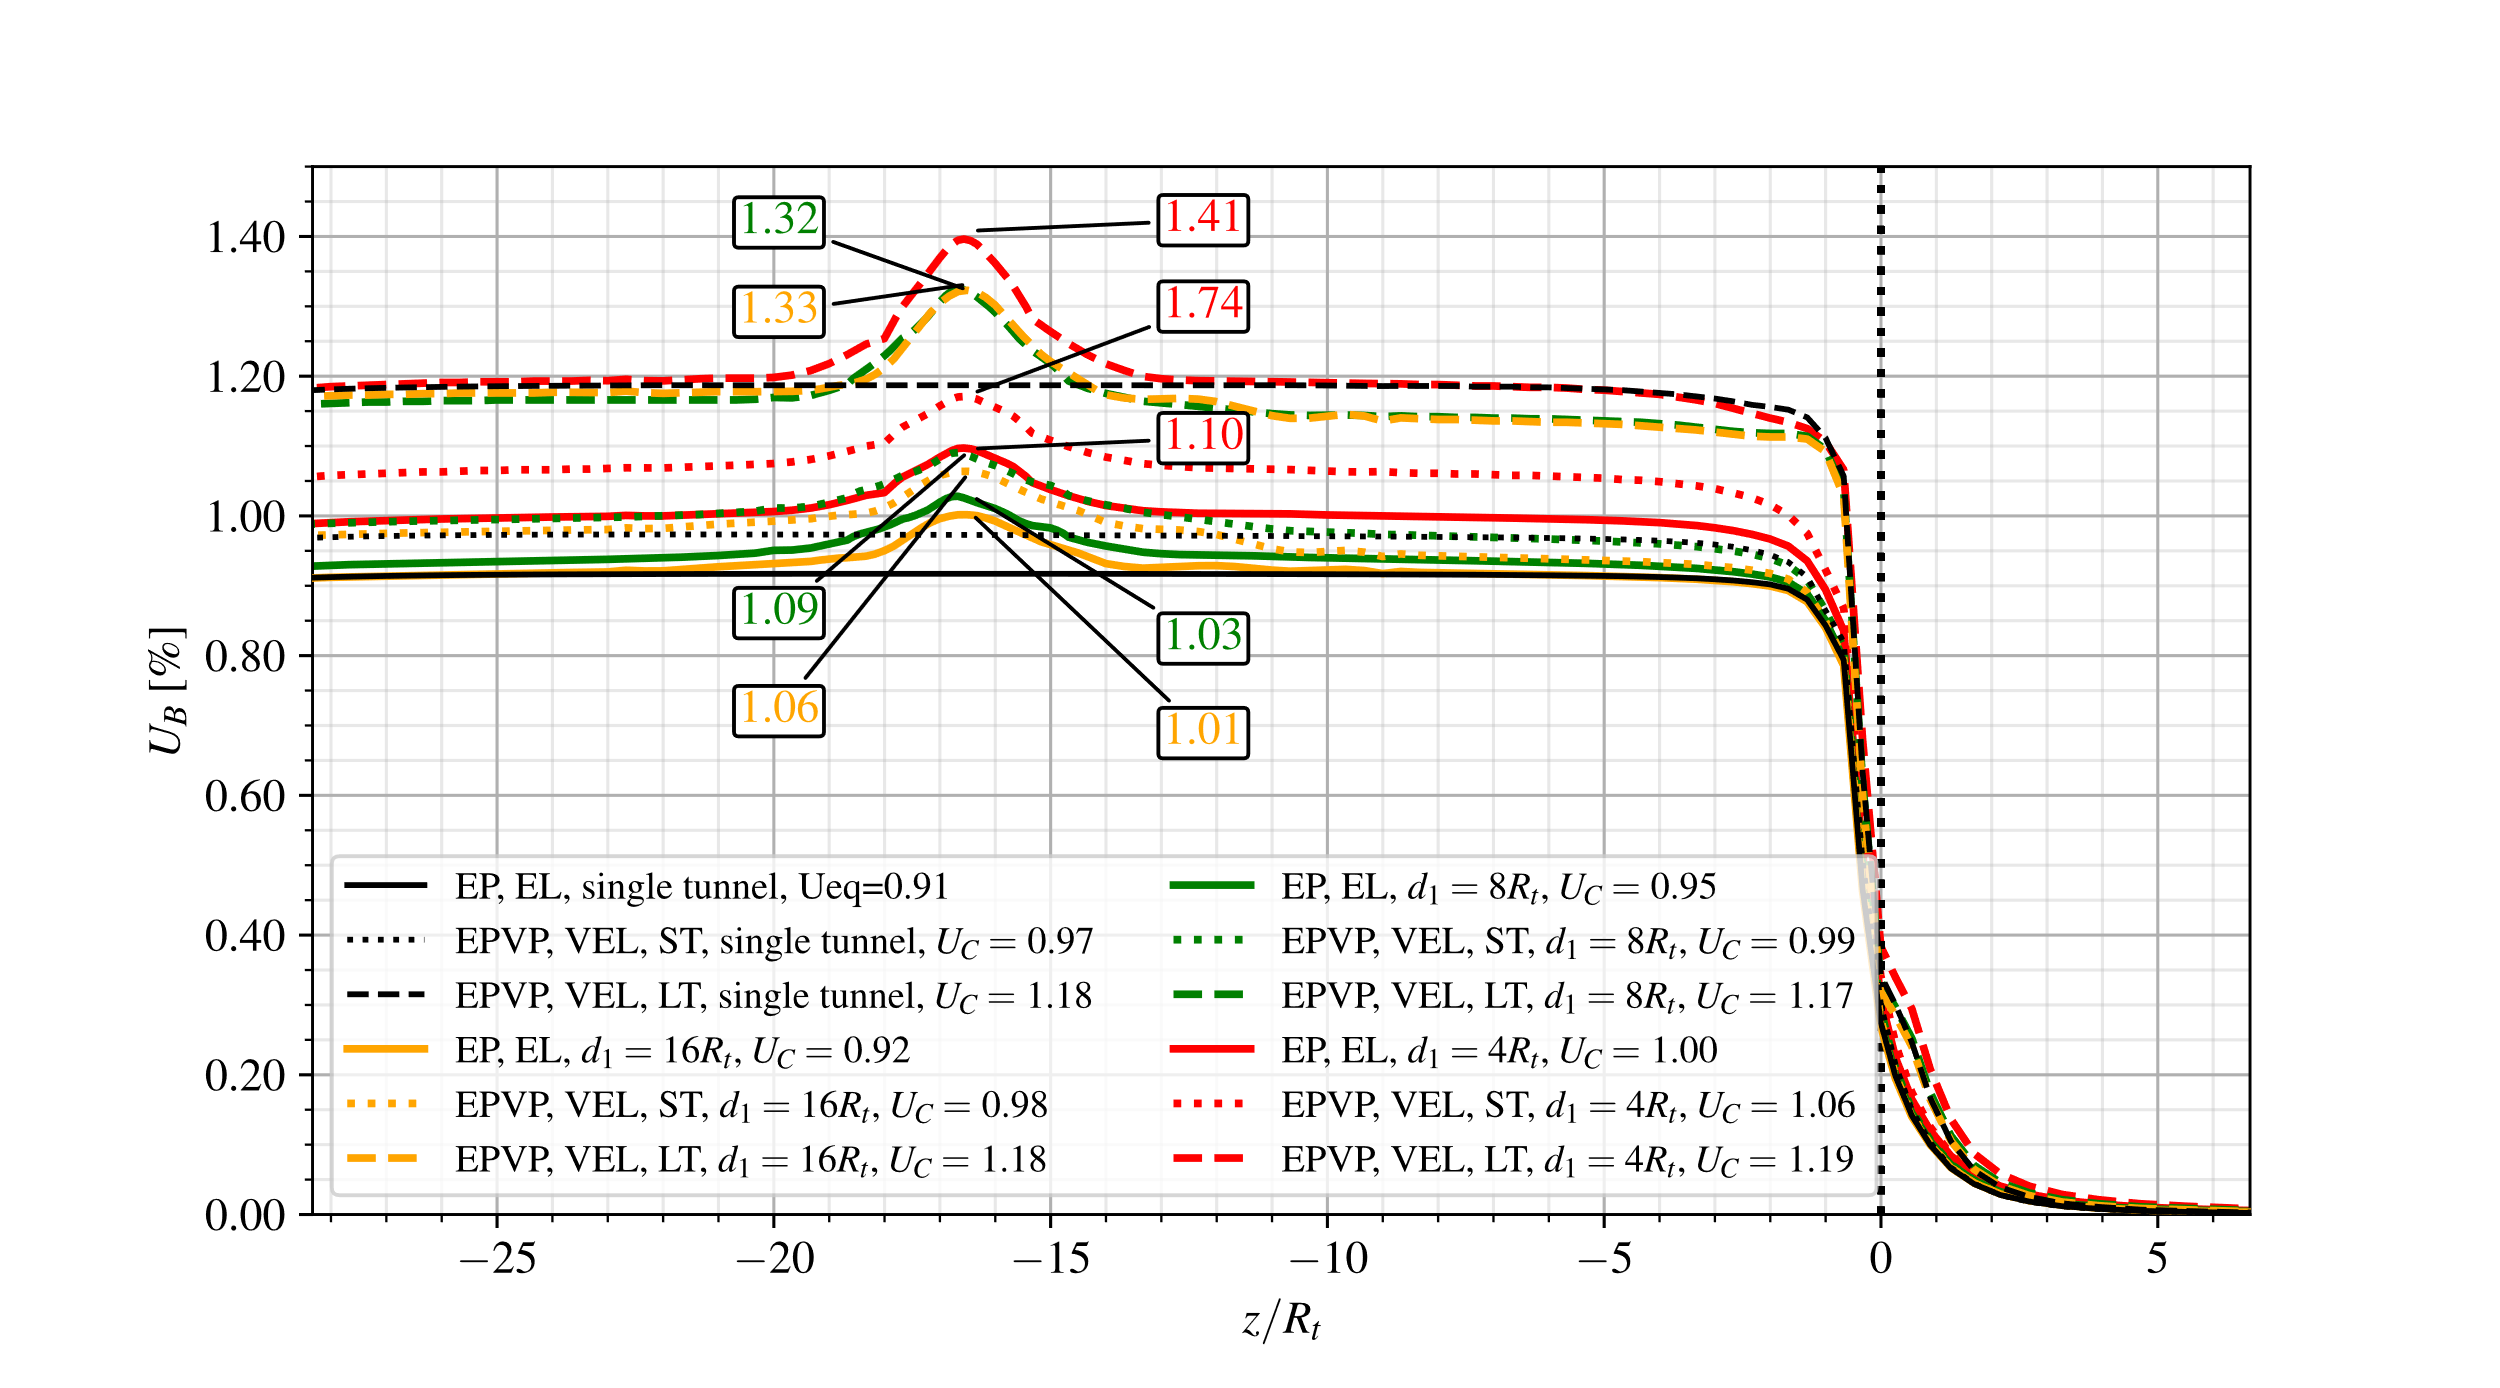 1.40
1.20
1.00
0.80
0.60
0.40
0.20
0.00
U_B [%]
1.32
1.33
1.41
1.74
1.10
1.09
1.06
1.03
1.01
EP, EL, single tunnel, Ueq=0.91
EPVP, VEL, ST, single tunnel, U_C = 0.97
EPVP, VEL, LT, single tunnel, U_C = 1.18
EP, EL, d_1 = 16R_t, U_C = 0.92
EPVP, VEL, ST, d_1 = 16R_t, U_C = 0.98
EPVP, VEL, LT, d_1 = 16R_t, U_C = 1.18
EP, EL, d_1 = 8R_t, U_C = 0.95
EPVP, VEL, ST, d_1 = 8R_t, U_C = 0.99
EPVP, VEL, LT, d_1 = 8R_t, U_C = 1.17
EP, EL, d_1 = 4R_t, U_C = 1.00
EPVP, VEL, ST, d_1 = 4R_t, U_C = 1.06
EPVP, VEL, LT, d_1 = 4R_t, U_C = 1.19
−25 −20 −15 −10 −5 0 5
z/R_t